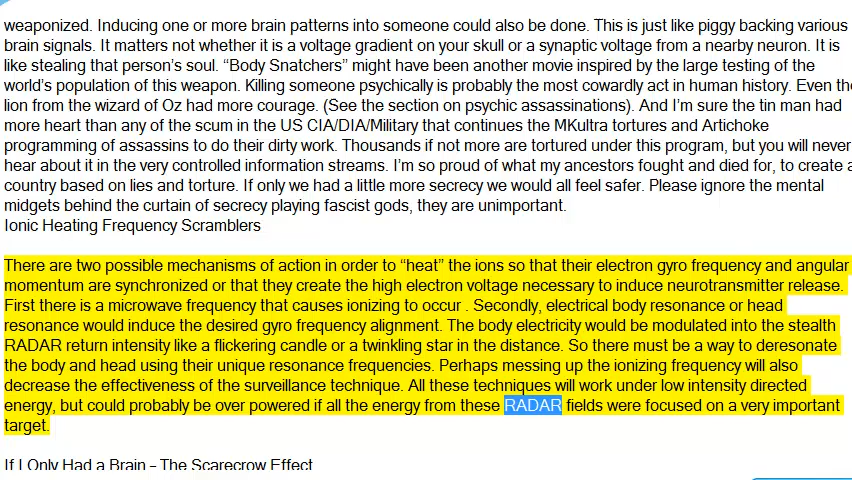 weaponized. Inducing one or more brain patterns into someone could also be done. This is just like piggy backing various
brain signals. It matters not whether it is a voltage gradient on your skull or a synaptic voltage from a nearby neuron. It is
like stealing that person's soul. “Body Snatchers” might have been another movie inspired by the large testing of the
world's population of this weapon. Killing someone psychically is probably the most cowardly act in human history. Even the
lion from the wizard of Oz had more courage. (See the section on psychic assassinations). And I'm sure the tin man had
more heart than any of the scum in the US CIA/DIA/Military that continues the MKultra tortures and Artichoke
programming of assassins to do their dirty work. Thousands if not more are tortured under this program, but you will never
hear about it in the very controlled information streams. I'm so proud of what my ancestors fought and died for, to create a
country based on lies and torture. If only we had a little more secrecy we would all feel safer. Please ignore the mental
midgets behind the curtain of secrecy playing fascist gods, they are unimportant.
Ionic Heating Frequency Scramblers
There are two possible mechanisms of action in order to “heat” the ions so that their electron gyro frequency and angular
momentum are synchronized or that they create the high electron voltage necessary to induce neurotransmitter release.
First there is a microwave frequency that causes ionizing to occur . Secondly, electrical body resonance or head
resonance would induce the desired gyro frequency alignment. The body electricity would be modulated into the stealth
RADAR return intensity like a flickering candle or a twinkling star in the distance. So there must be a way to deresonate
the body and head using their unique resonance frequencies. Perhaps messing up the ionizing frequency will also
decrease the effectiveness of the surveillance technique. All these techniques will work under low intensity directed
energy, but could probably be over powered if all the energy from these RADAR fields were focused on a very important
target.
If I Only Had a Brain – The Scarecrow Effect